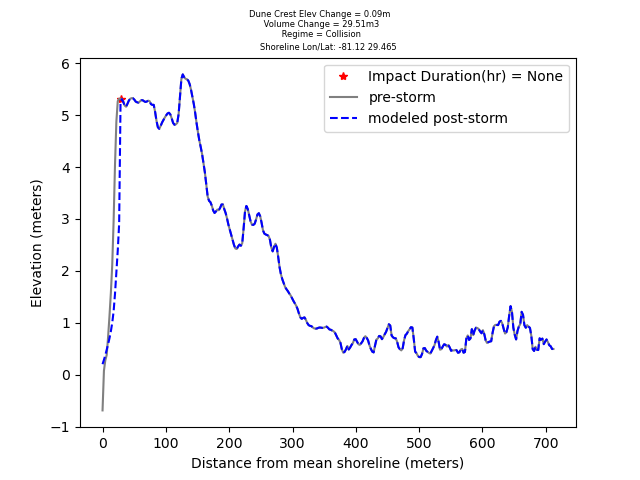 Dune Crest Elev Change = 0.09m
Volume Change = 29.51m3
Regime = Collision
Shoreline Lon/Lat: -81.12 29.465
Impact Duration(hr) = None
pre-storm
modeled post-storm
Elevation (meters)
6
5
4
3
2
1
0
−1
0 100 200 300 400 500 600 700
Distance from mean shoreline (meters)